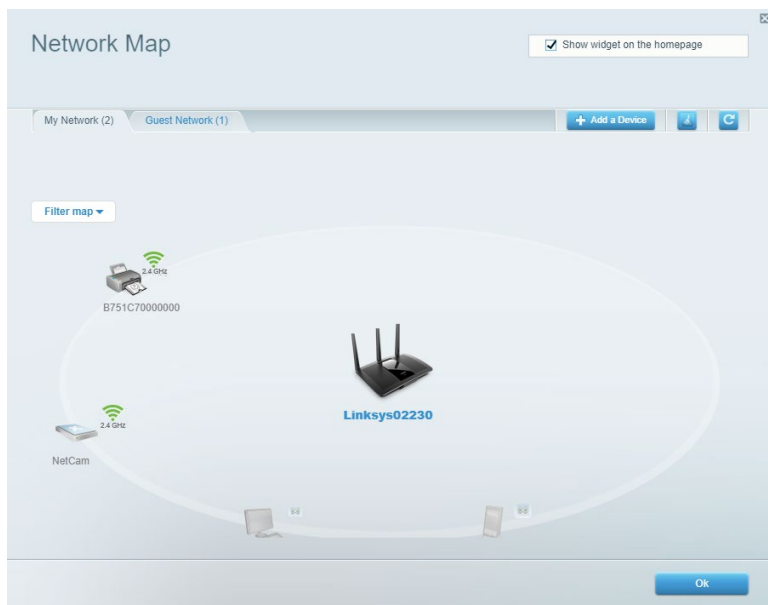 Network Map
Show widget on the homepage
My Network (2)
Guest Network (1)
Add a Device
Filter map
2.4 GHz
B751C70000000
Linksys02230
2.4 GHz
NetCam
Ok